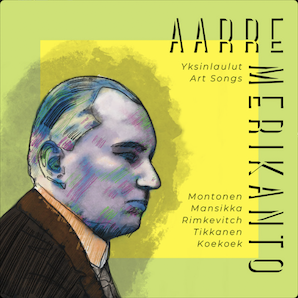 AARRE
MERIKANTO
Yksinlaulut
Art Songs
Montonen
Mansikka
Rimkevitch
Tikkanen
Koekoek